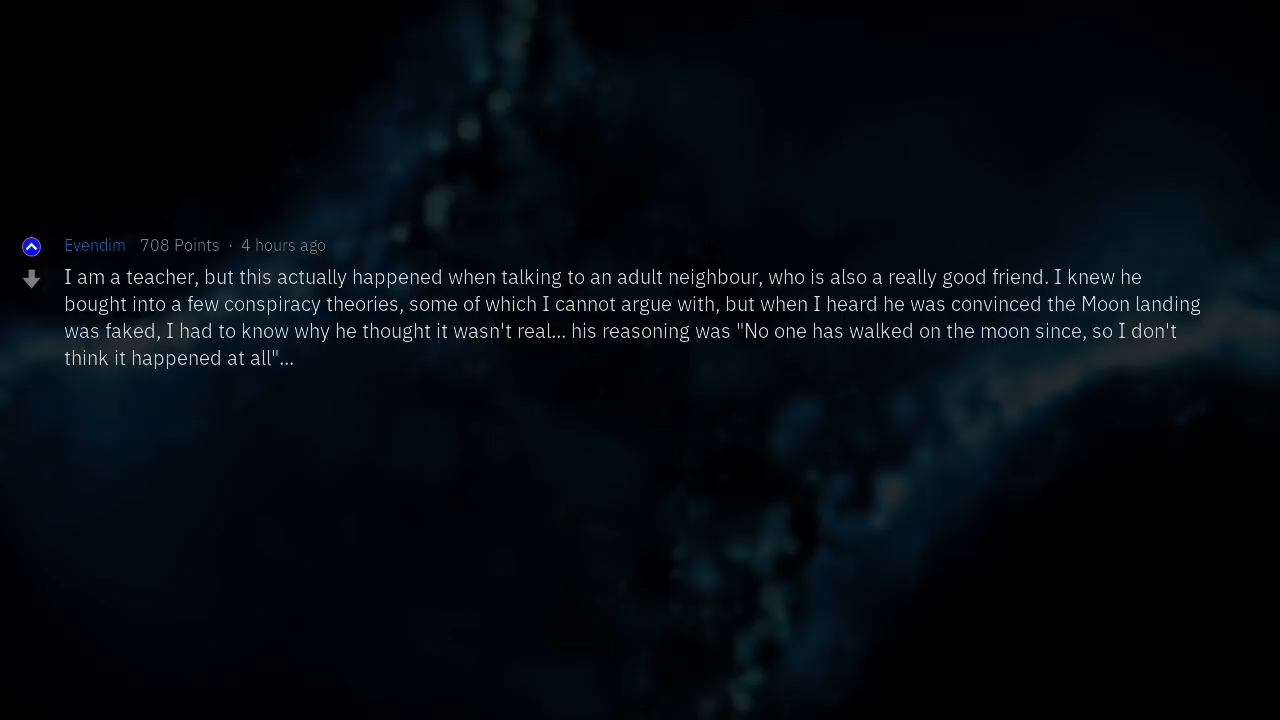 Evendim 708 Points · 4 hours ago
I am a teacher, but this actually happened when talking to an adult neighbour, who is also a really good friend. I knew he
bought into a few conspiracy theories, some of which I cannot argue with, but when I heard he was convinced the Moon landing
was faked, I had to know why he thought it wasn't real... his reasoning was "No one has walked on the moon since, so I don't
think it happened at all"...